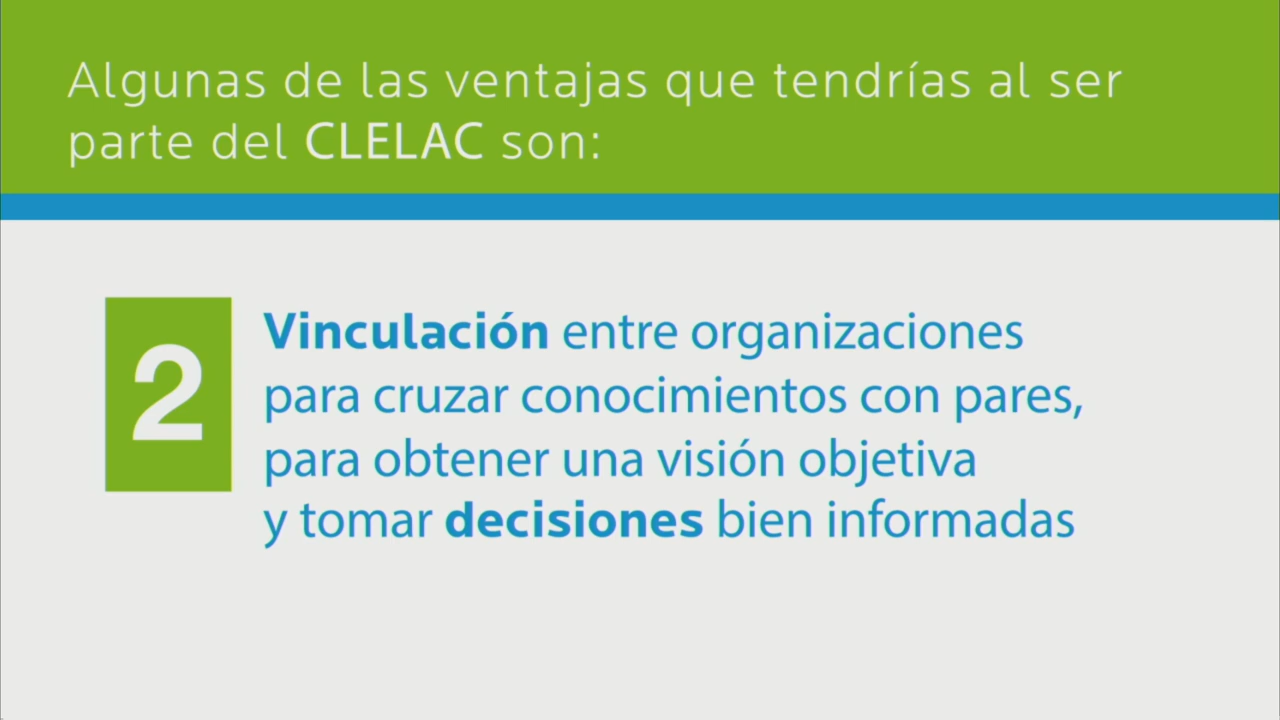 Algunas de las ventajas que tendrías al ser
parte del CLELAC son:
2
Vinculación entre organizaciones
para cruzar conocimientos con pares,
para obtener una visión objetiva
y tomar decisiones bien informadas